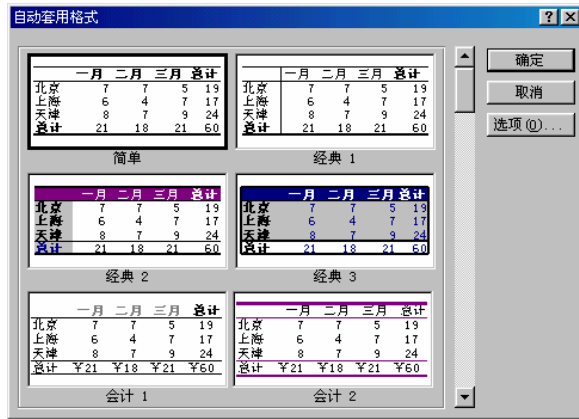 自动套用格式
一月 二月 三月 总计
北京 7 7 5 19
上海 6 4 7 17
天津 8 7 9 24
总计 21 18 21 60
简单
一月 二月 三月 总计
北京 7 7 5 19
上海 6 4 7 17
天津 8 7 9 24
总计 21 18 21 60
经典 1
一月 二月 三月 总计
北京 7 7 5 19
上海 6 4 7 17
天津 8 7 9 24
总计 21 18 21 60
经典 2
一月 二月 三月 总计
北京 7 7 5 19
上海 6 4 7 17
天津 8 7 9 24
总计 21 18 21 60
经典 3
一月 二月 三月 总计
北京 7 7 5 19
上海 6 4 7 17
天津 8 7 9 24
总计 ¥21 ¥18 ¥21 ¥60
会计 1
一月 二月 三月 总计
北京 7 7 5 19
上海 6 4 7 17
天津 8 7 9 24
总计 ¥21 ¥18 ¥21 ¥60
会计 2
确定
取消
选项(O)...